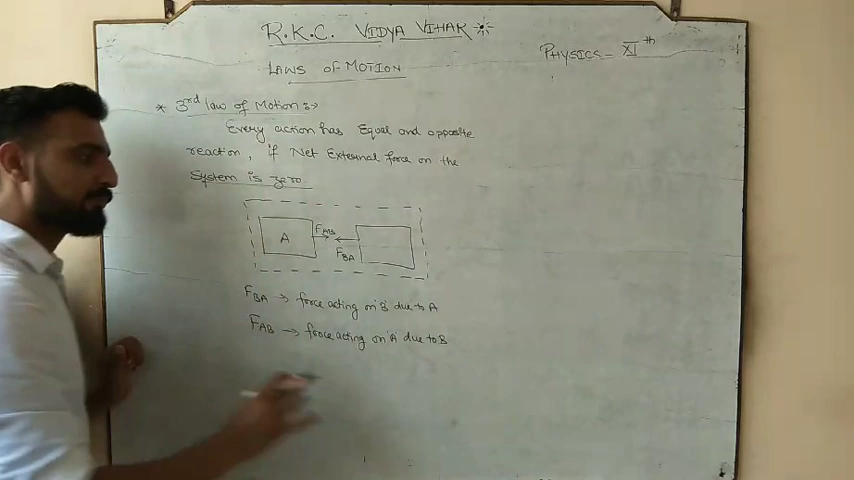 R.K.C. VIDYA VIHAR
PHYSICS - XIth
LAWS OF MOTION
* 3rd law of Motion :->
Every action has Equal and opposite
reaction, if Net External force on the
System is zero.
A
FAB
FBA
FBA -> force acting on 'B' due to A
FAB -> force acting on 'A' due to B